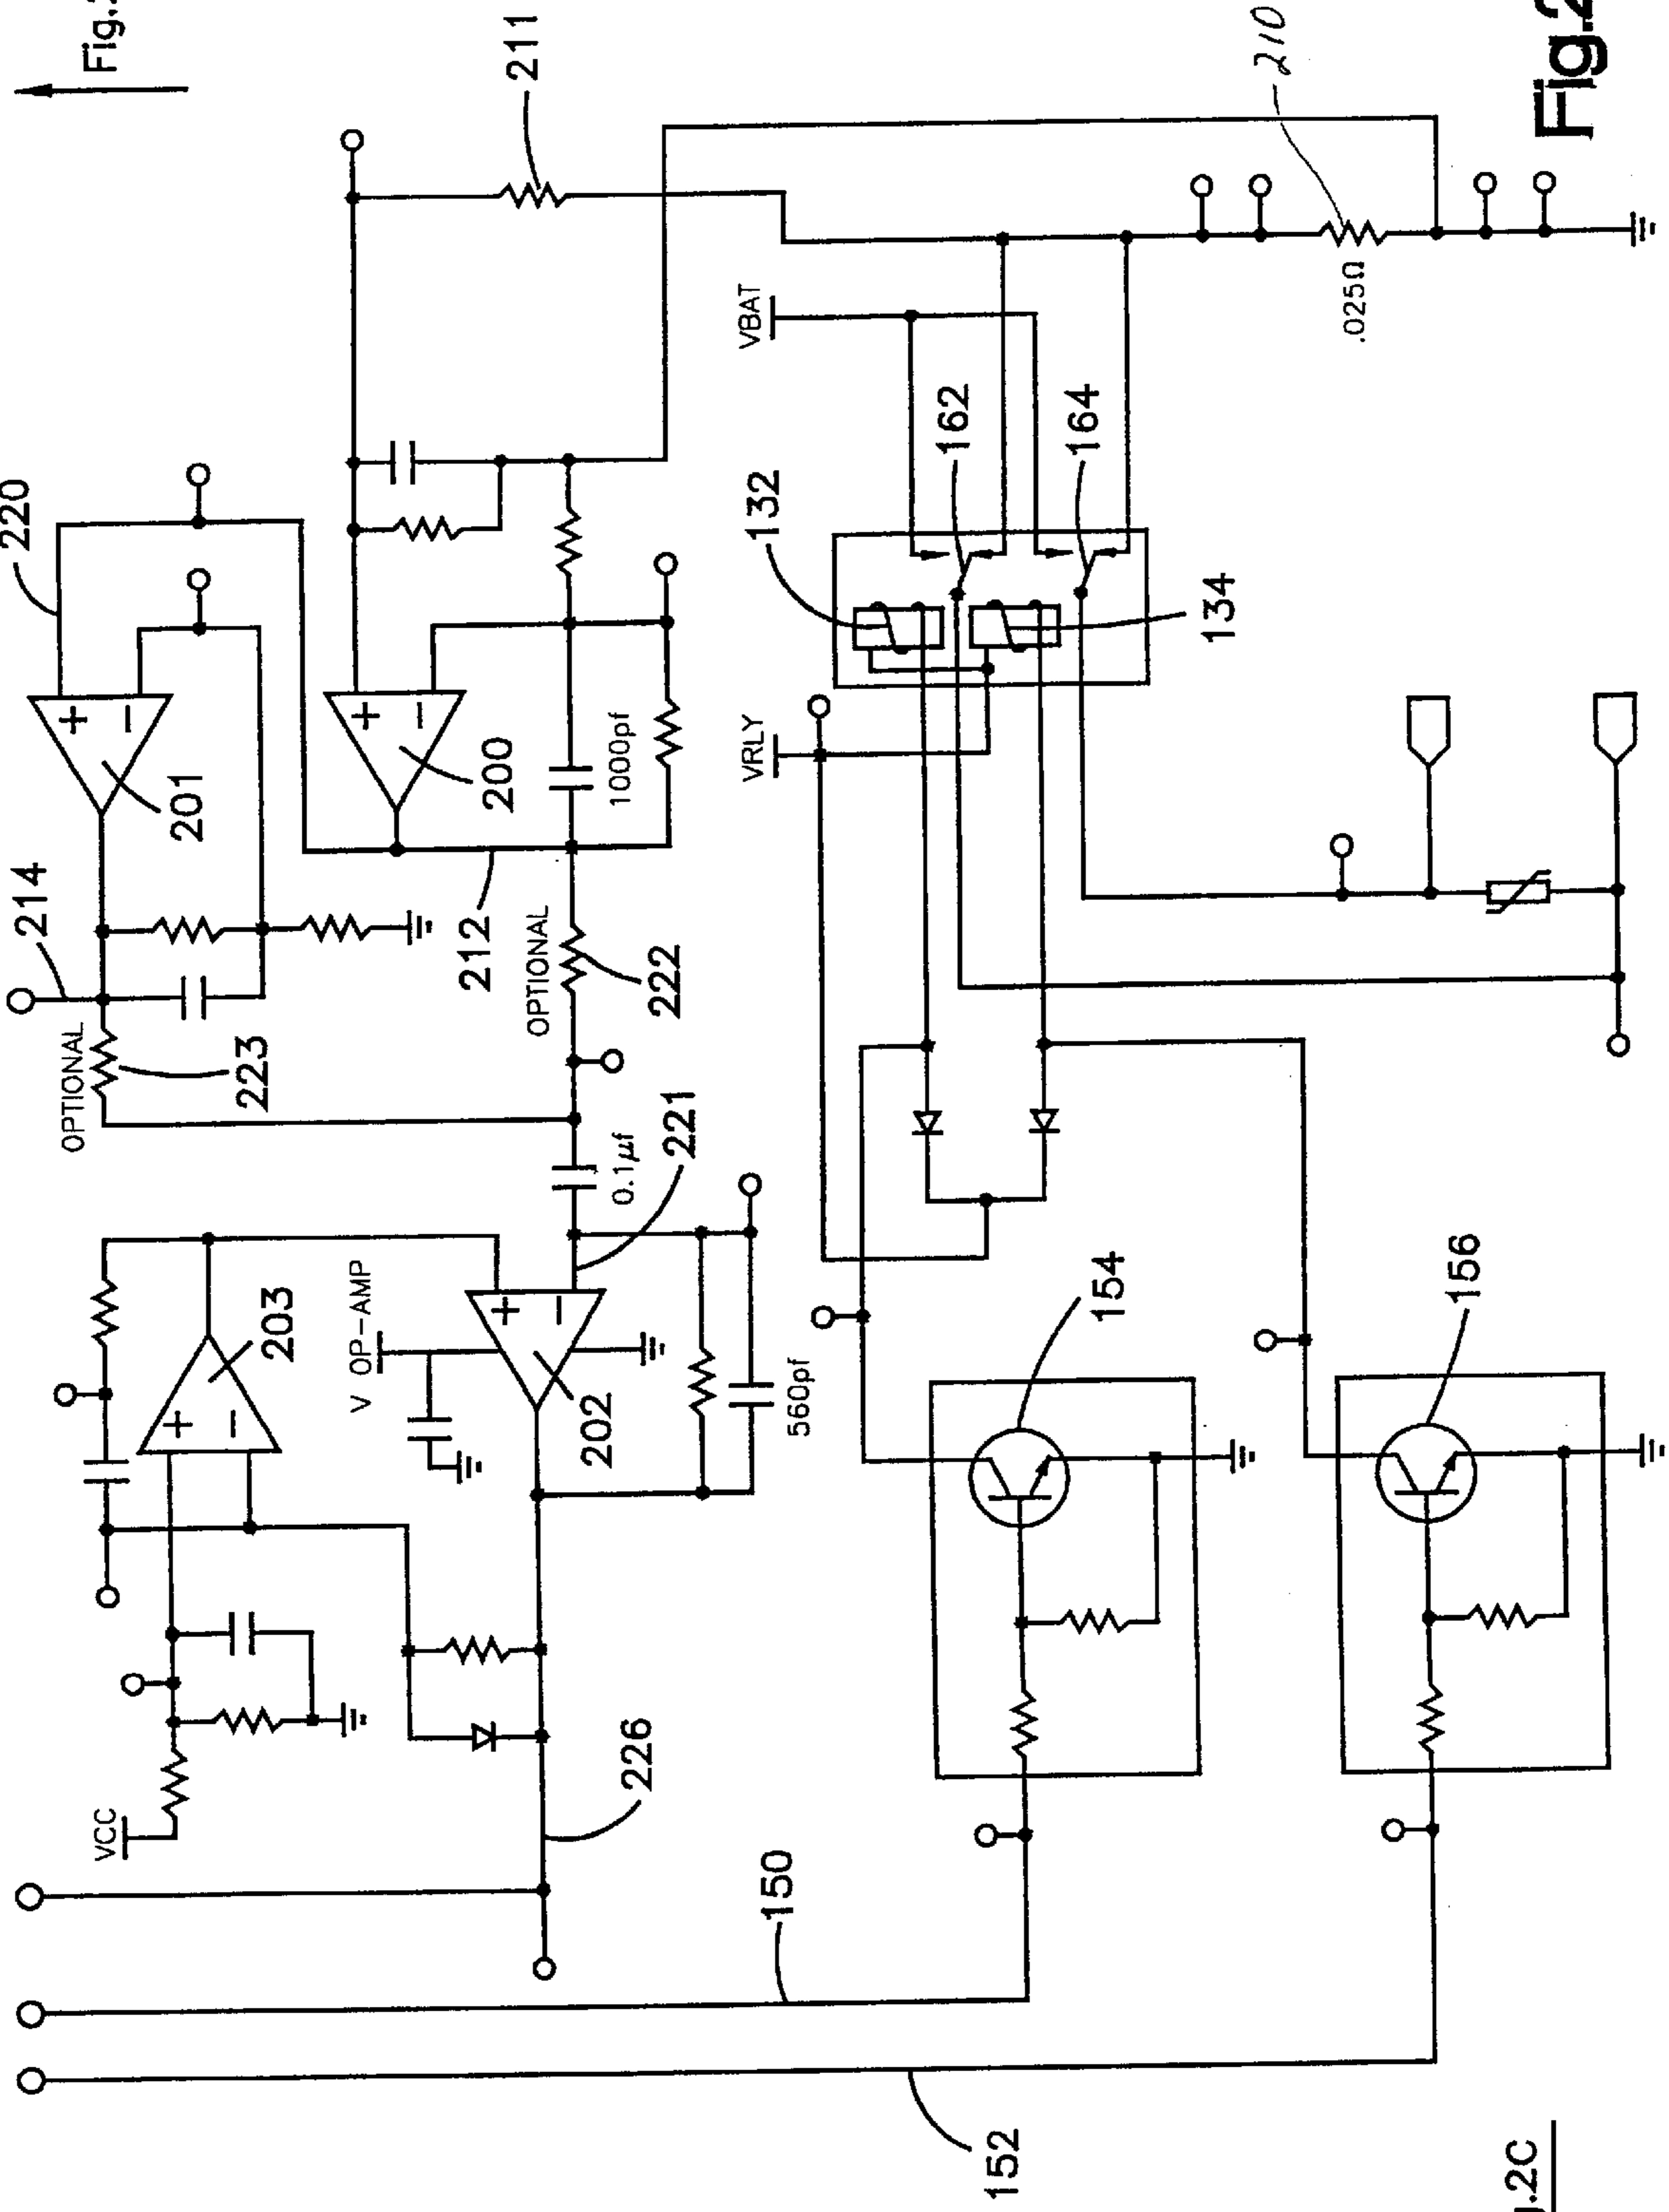 Fig.2
211
210
220
+
−
201
214
OPTIONAL
223
+
−
200
1000pf
212
OPTIONAL
222
0.1µf
221
203
+
−
V OP-AMP
+
−
202
560pf
VCC
226
VBAT
.025Ω
162
164
132
134
VRLY
154
156
150
152
.2C